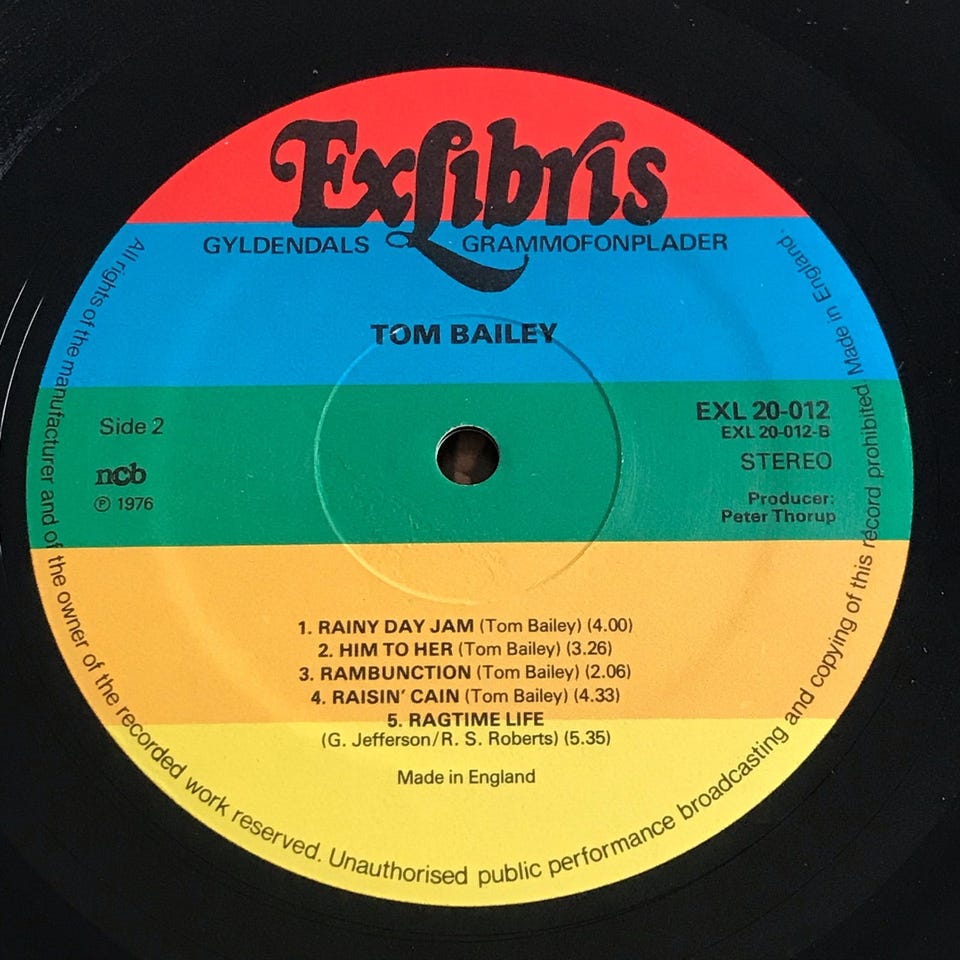 ExLibris
GYLDENDALS GRAMMOFONPLADER
TOM BAILEY
Side 2
ncb
℗ 1976
EXL 20-012
EXL 20-012-B
STEREO
Producer:
Peter Thorup
1. RAINY DAY JAM (Tom Bailey) (4.00)
2. HIM TO HER (Tom Bailey) (3.26)
3. RAMBUNCTION (Tom Bailey) (2.06)
4. RAISIN' CAIN (Tom Bailey) (4.33)
5. RAGTIME LIFE
(G. Jefferson/R. S. Roberts) (5.35)
Made in England
All rights of the manufacturer and of the owner of the recorded work reserved. Unauthorised public performance broadcasting and copying of this record prohibited Made in England.